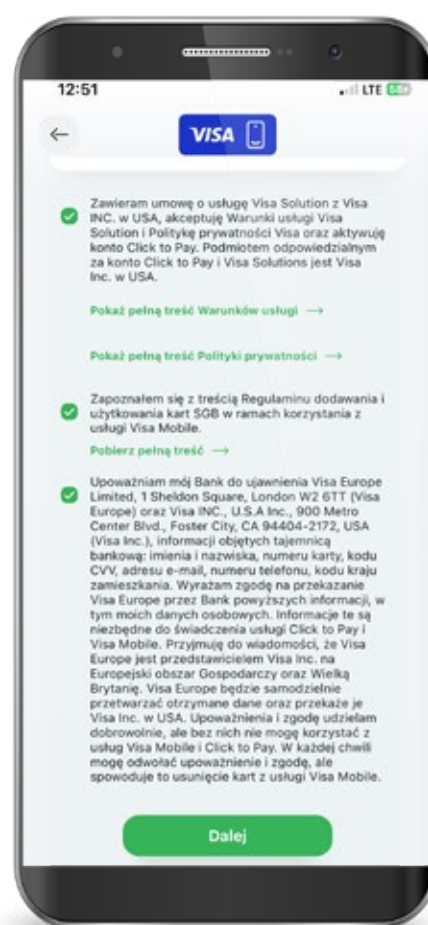 12:51
LTE
VISA
Zawieram umowę o usługę Visa Solution z Visa
INC. w USA, akceptuję Warunki usługi Visa
Solution i Politykę prywatności Visa oraz aktywuję
konto Click to Pay. Podmiotem odpowiedzialnym
za konto Click to Pay i Visa Solutions jest Visa
Inc. w USA.
Pokaż pełną treść Warunków usługi →
Pokaż pełną treść Polityki prywatności →
Zapoznałem się z treścią Regulaminu dodawania i
użytkowania kart SGB w ramach korzystania z
usługi Visa Mobile.
Pobierz pełną treść →
Upoważniam mój Bank do ujawnienia Visa Europe
Limited, 1 Sheldon Square, London W2 6TT (Visa
Europe) oraz Visa INC., U.S.A Inc., 900 Metro
Center Blvd., Foster City, CA 94404-2172, USA
(Visa Inc.), informacji objętych tajemnicą
bankową: imienia i nazwiska, numeru karty, kodu
CVV, adresu e-mail, numeru telefonu, kodu kraju
zamieszkania. Wyrażam zgodę na przekazanie
Visa Europe przez Bank powyższych informacji, w
tym moich danych osobowych. Informacje te są
niezbędne do świadczenia usługi Click to Pay i
Visa Mobile. Przyjmuję do wiadomości, że Visa
Europe jest przedstawicielem Visa Inc. na
Europejski obszar Gospodarczy oraz Wielką
Brytanię. Visa Europe będzie samodzielnie
przetwarzać otrzymane dane oraz przekaże je
Visa Inc. w USA. Upoważnienia i zgodę udzielam
dobrowolnie, ale bez nich nie mogę korzystać z
usług Visa Mobile i Click to Pay. W każdej chwili
mogę odwołać upoważnienie i zgodę, ale
spowoduje to usunięcie kart z usługi Visa Mobile.
Dalej